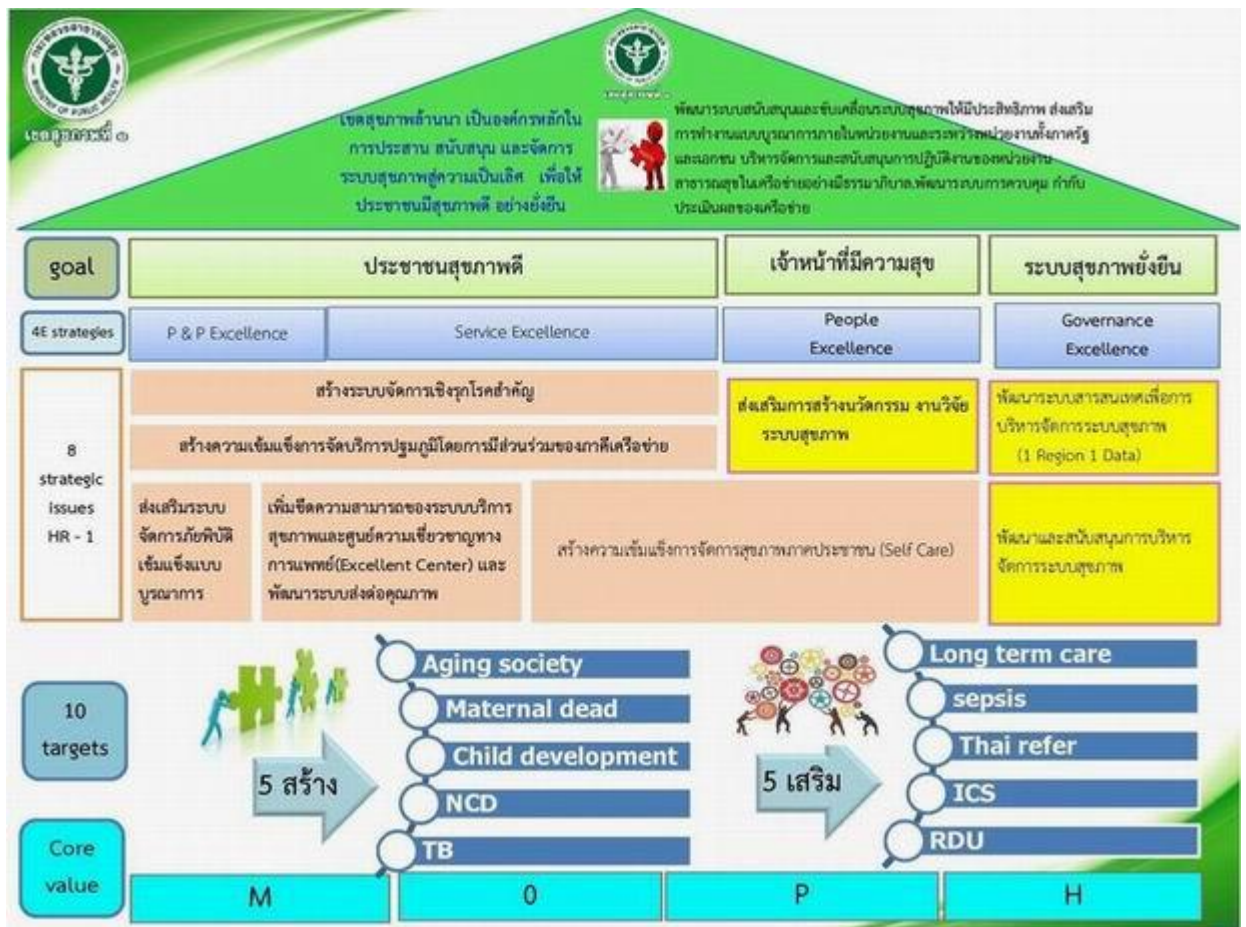 กระทรวงสาธารณสุข
MINISTRY OF PUBLIC HEALTH
เขตสุขภาพที่ ๑
เขตสุขภาพที่ ๑
เขตสุขภาพล้านนา เป็นองค์กรหลักใน
การประสาน สนับสนุน และจัดการ
ระบบสุขภาพสู่ความเป็นเลิศ เพื่อให้
ประชาชนมีสุขภาพดี อย่างยั่งยืน
พัฒนาระบบสนับสนุนและขับเคลื่อนระบบสุขภาพให้มีประสิทธิภาพ ส่งเสริม
การทำงานแบบบูรณาการภายในหน่วยงานและระหว่างหน่วยงานทั้งภาครัฐ
และเอกชน บริหารจัดการและสนับสนุนการปฏิบัติงานของหน่วยงาน
สาธารณสุขในเครือข่ายอย่างมีธรรมาภิบาล.พัฒนาระบบการควบคุม กำกับ
ประเมินผลของเครือข่าย
goal
ประชาชนสุขภาพดี
เจ้าหน้าที่มีความสุข
ระบบสุขภาพยั่งยืน
4E strategies
P & P Excellence
Service Excellence
People
Excellence
Governance
Excellence
8
strategic
issues
HR - 1
สร้างระบบจัดการเชิงรุกโรคสำคัญ
สร้างความเข้มแข็งการจัดบริการปฐมภูมิโดยการมีส่วนร่วมของภาคีเครือข่าย
ส่งเสริมการสร้างนวัตกรรม งานวิจัย
ระบบสุขภาพ
พัฒนาระบบสารสนเทศเพื่อการ
บริหารจัดการระบบสุขภาพ
(1 Region 1 Data)
ส่งเสริมระบบ
จัดการภัยพิบัติ
เข้มแข็งแบบ
บูรณาการ
เพิ่มขีดความสามารถของระบบบริการ
สุขภาพและศูนย์ความเชี่ยวชาญทาง
การแพทย์(Excellent Center) และ
พัฒนาระบบส่งต่อคุณภาพ
สร้างความเข้มแข็งการจัดการสุขภาพภาคประชาชน (Self Care)
พัฒนาและสนับสนุนการบริหาร
จัดการระบบสุขภาพ
10
targets
5 สร้าง
Aging society
Maternal dead
Child development
NCD
TB
5 เสริม
Long term care
sepsis
Thai refer
ICS
RDU
Core
value
M
0
P
H